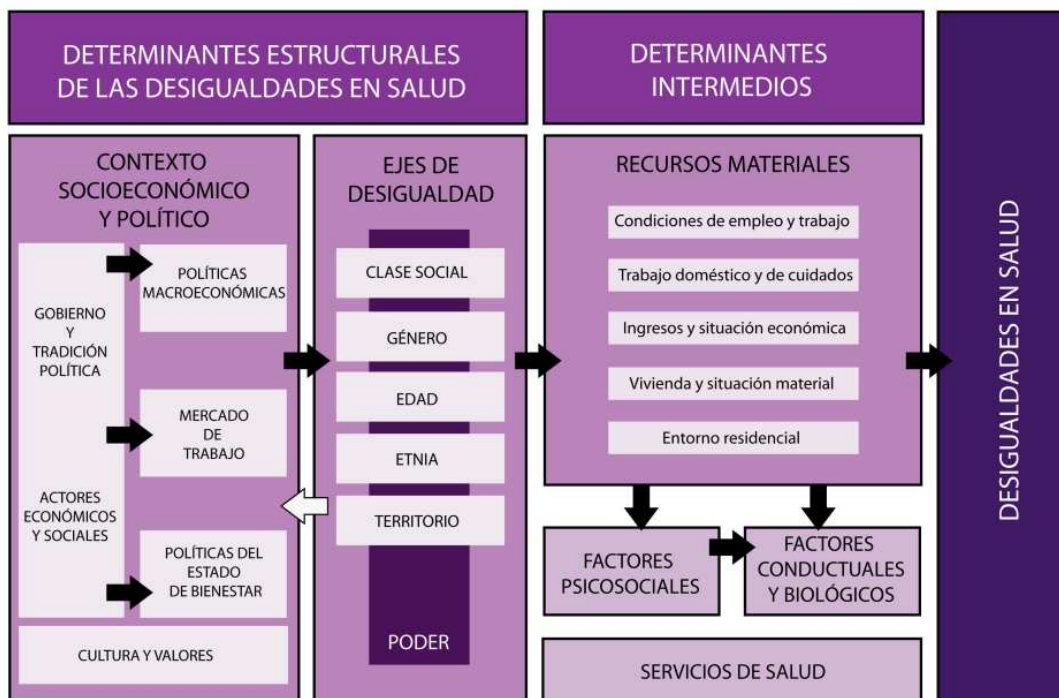 DETERMINANTES ESTRUCTURALES
DE LAS DESIGUALDADES EN SALUD
DETERMINANTES
INTERMEDIOS
CONTEXTO
SOCIOECONÓMICO
Y POLÍTICO
GOBIERNO
Y
TRADICIÓN
POLÍTICA
ACTORES
ECONÓMICOS
Y SOCIALES
POLÍTICAS
MACROECONÓMICAS
MERCADO
DE
TRABAJO
POLÍTICAS DEL
ESTADO
DE BIENESTAR
CULTURA Y VALORES
EJES DE
DESIGUALDAD
CLASE SOCIAL
GÉNERO
EDAD
ETNIA
TERRITORIO
PODER
RECURSOS MATERIALES
Condiciones de empleo y trabajo
Trabajo doméstico y de cuidados
Ingresos y situación económica
Vivienda y situación material
Entorno residencial
FACTORES
PSICOSOCIALES
FACTORES
CONDUCTUALES
Y BIOLÓGICOS
SERVICIOS DE SALUD
DESIGUALDADES EN SALUD